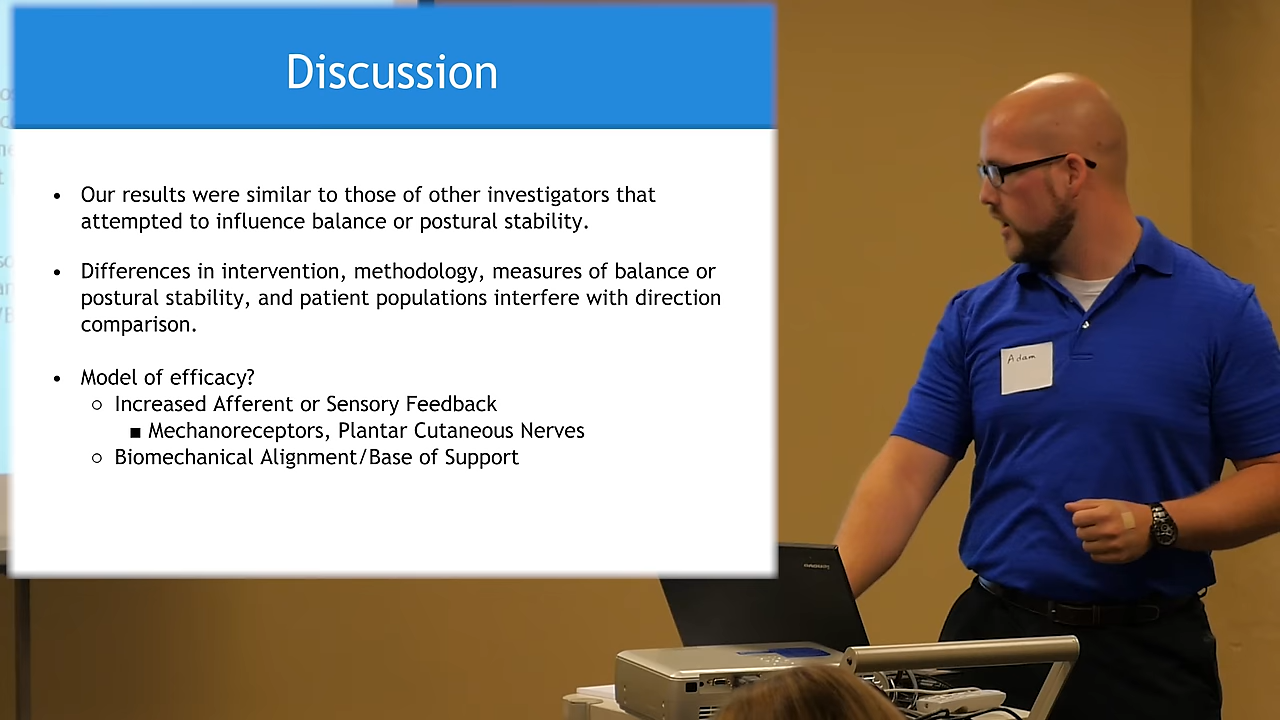 Discussion
• Our results were similar to those of other investigators that
attempted to influence balance or postural stability.
• Differences in intervention, methodology, measures of balance or
postural stability, and patient populations interfere with direction
comparison.
• Model of efficacy?
○ Increased Afferent or Sensory Feedback
■ Mechanoreceptors, Plantar Cutaneous Nerves
○ Biomechanical Alignment/Base of Support
Adam